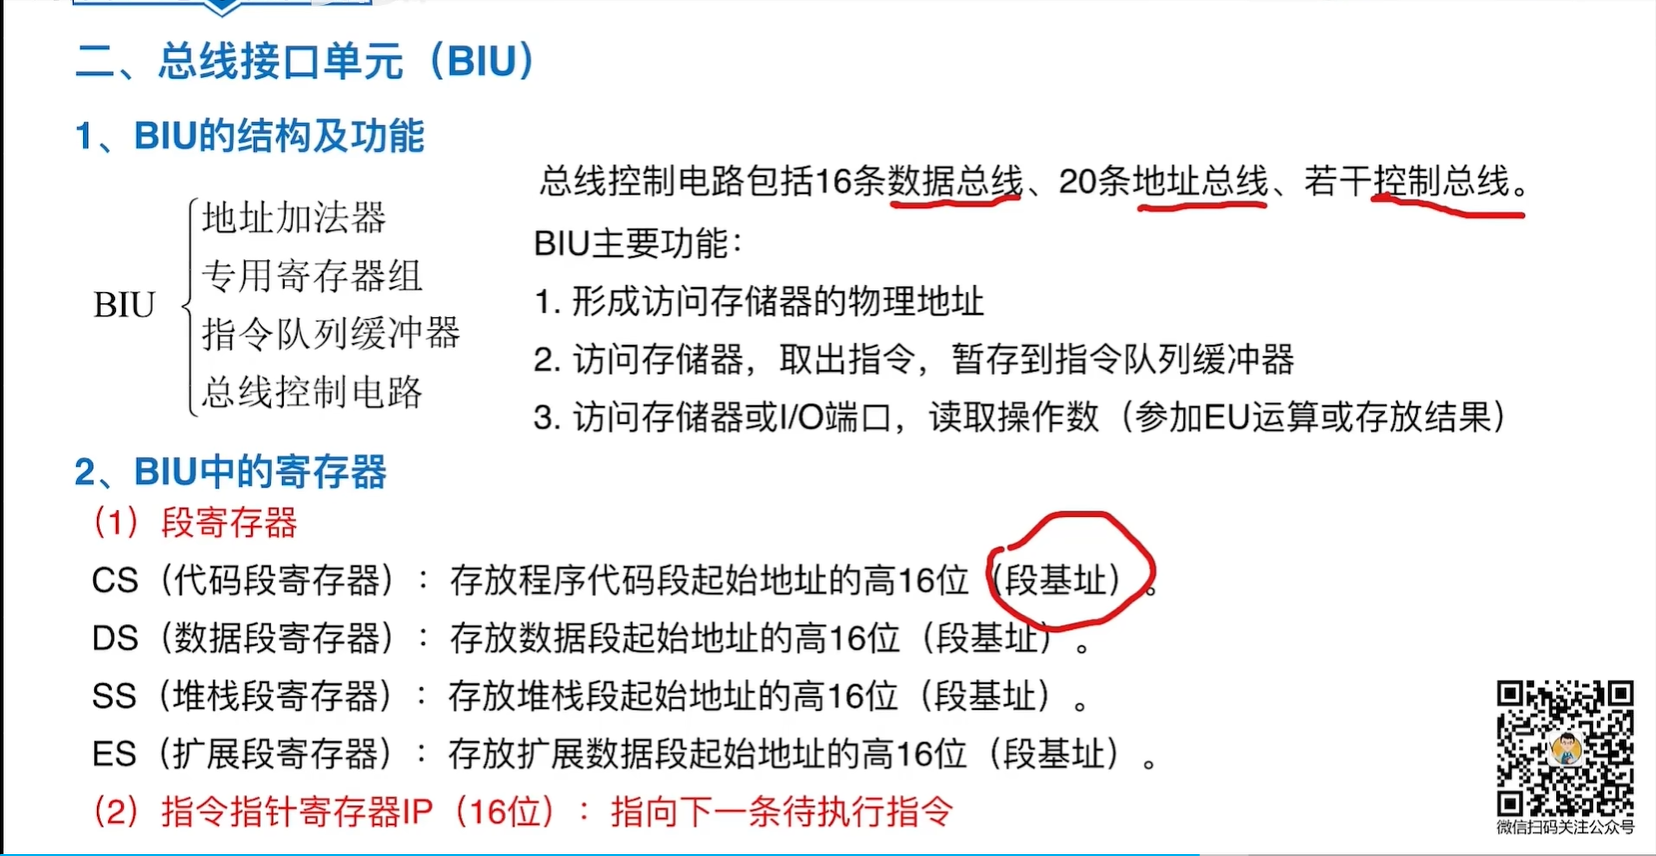 二、总线接口单元（BIU）
1、BIU的结构及功能
BIU
地址加法器
专用寄存器组
指令队列缓冲器
总线控制电路
总线控制电路包括16条数据总线、20条地址总线、若干控制总线。
BIU主要功能：
1. 形成访问存储器的物理地址
2. 访问存储器，取出指令，暂存到指令队列缓冲器
3. 访问存储器或I/O端口，读取操作数（参加EU运算或存放结果）
2、BIU中的寄存器
（1）段寄存器
CS（代码段寄存器）：存放程序代码段起始地址的高16位（段基址）。
DS（数据段寄存器）：存放数据段起始地址的高16位（段基址）。
SS（堆栈段寄存器）：存放堆栈段起始地址的高16位（段基址）。
ES（扩展段寄存器）：存放扩展数据段起始地址的高16位（段基址）。
（2）指令指针寄存器IP（16位）：指向下一条待执行指令
微信扫码关注公众号